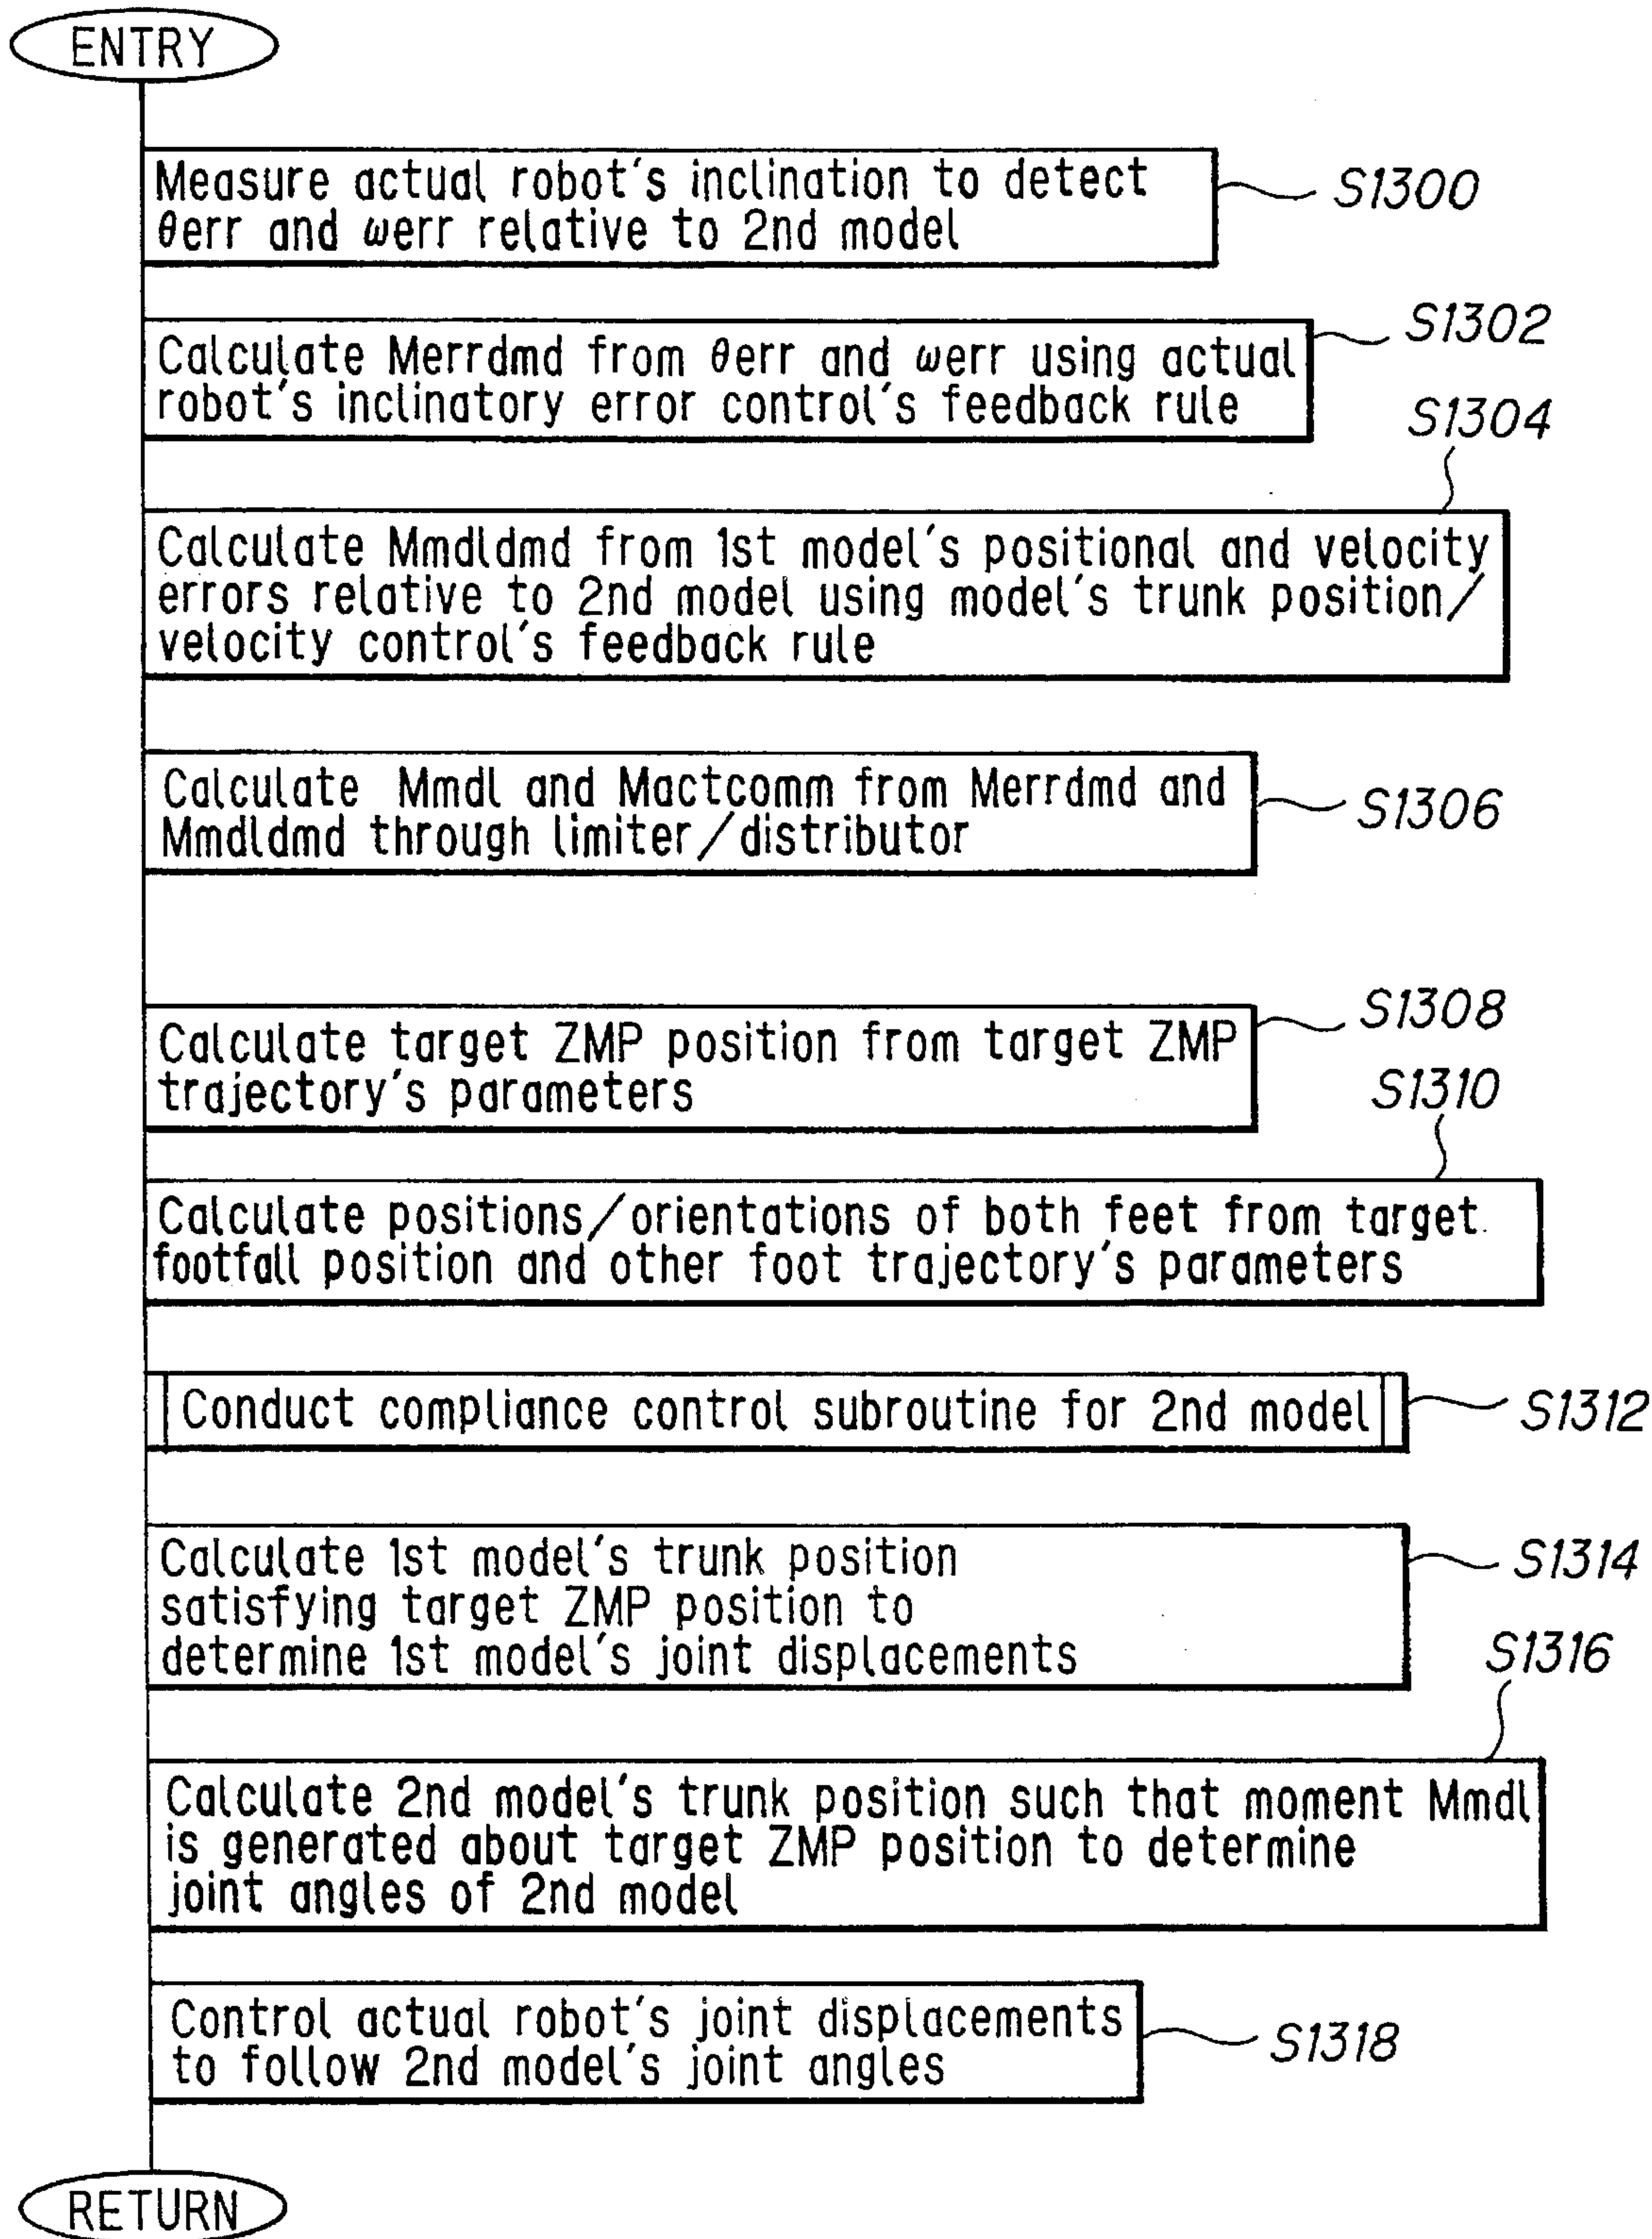 ENTRY
Measure actual robot's inclination to detect
θerr and ωerr relative to 2nd model
S1300
Calculate Merrdmd from θerr and ωerr using actual
robot's inclinatory error control's feedback rule
S1302
S1304
Calculate Mmdldmd from 1st model's positional and velocity
errors relative to 2nd model using model's trunk position/
velocity control's feedback rule
Calculate Mmdl and Mactcomm from Merrdmd and
Mmdldmd through limiter/distributor
S1306
Calculate target ZMP position from target ZMP
trajectory's parameters
S1308
S1310
Calculate positions/orientations of both feet from target
footfall position and other foot trajectory's parameters
Conduct compliance control subroutine for 2nd model
S1312
Calculate 1st model's trunk position
satisfying target ZMP position to
determine 1st model's joint displacements
S1314
S1316
Calculate 2nd model's trunk position such that moment Mmdl
is generated about target ZMP position to determine
joint angles of 2nd model
Control actual robot's joint displacements
to follow 2nd model's joint angles
S1318
RETURN